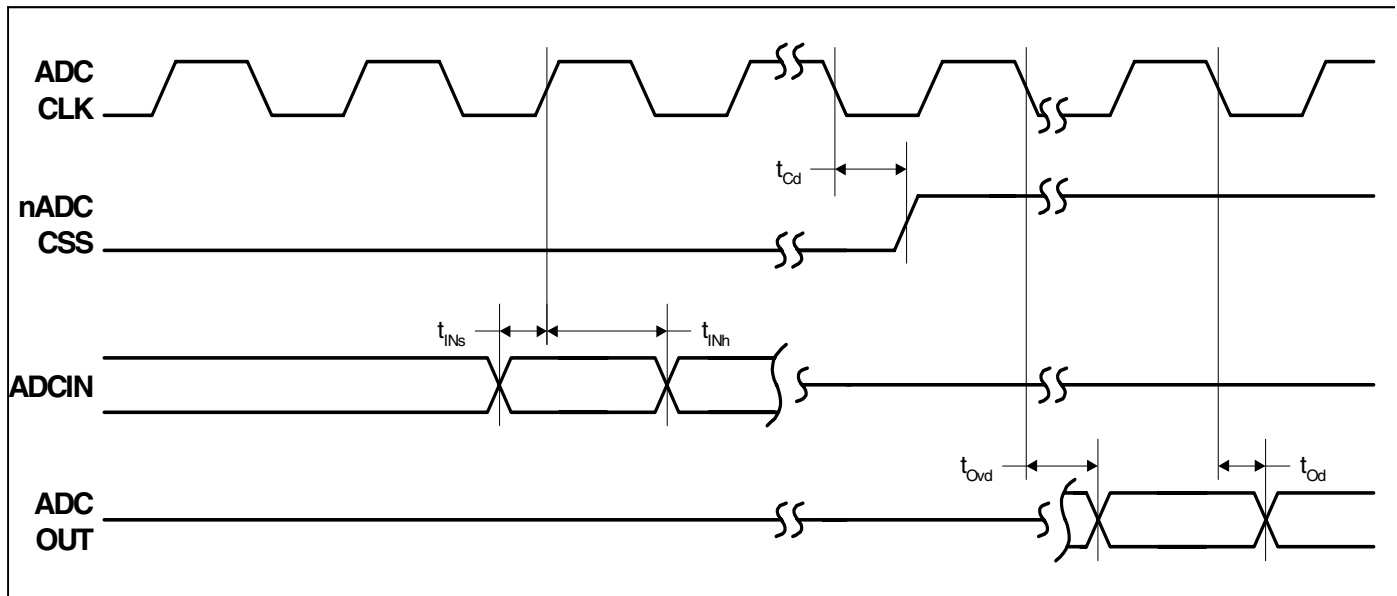 ADC
CLK
t_Cd
nADC
CSS
t_INs
t_INh
ADCIN
t_Ovd
t_Od
ADC
OUT